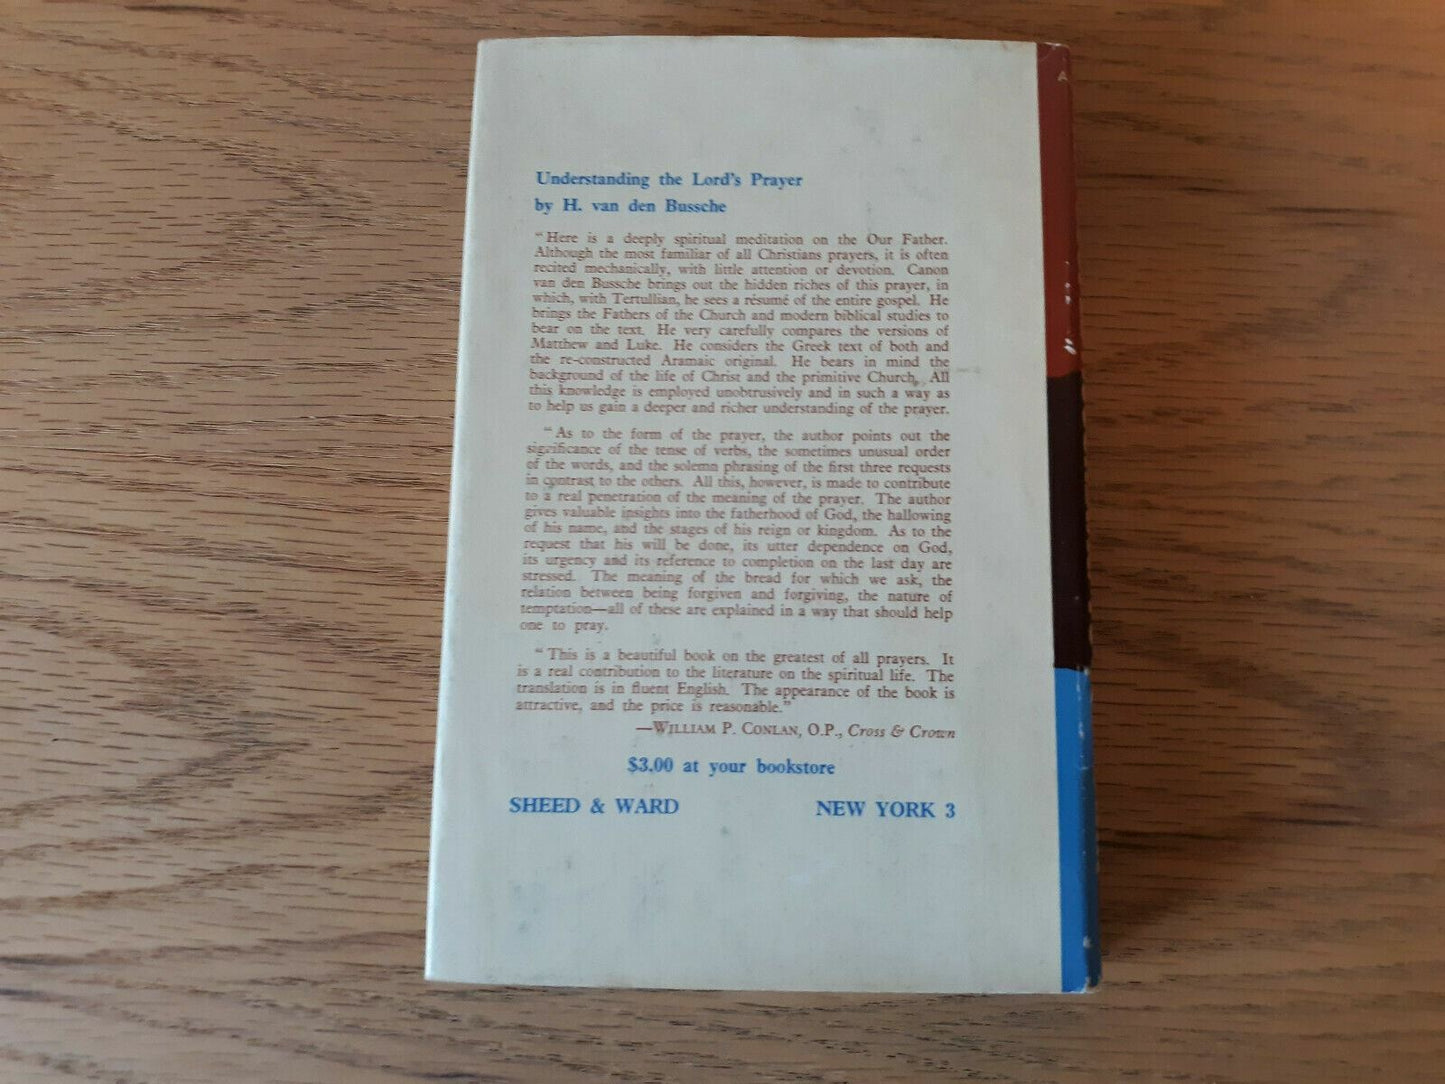 Understanding the Lord's Prayer
by H. van den Bussche
"Here is a deeply spiritual meditation on the Our Father.
Although the most familiar of all Christians prayers, it is often
recited mechanically, with little attention or devotion. Canon
van den Bussche brings out the hidden riches of this prayer, in
which, with Tertullian, he sees a résumé of the entire gospel. He
brings the Fathers of the Church and modern biblical studies to
bear on the text. He very carefully compares the versions of
Matthew and Luke. He considers the Greek text of both and
the re-constructed Aramaic original. He bears in mind the
background of the life of Christ and the primitive Church. All
this knowledge is employed unobtrusively and in such a way as
to help us gain a deeper and richer understanding of the prayer.
"As to the form of the prayer, the author points out the
significance of the tense of verbs, the sometimes unusual order
of the words, and the solemn phrasing of the first three requests
in contrast to the others. All this, however, is made to contribute
to a real penetration of the meaning of the prayer. The author
gives valuable insights into the fatherhood of God, the hallowing
of his name, and the stages of his reign or kingdom. As to the
request that his will be done, its utter dependence on God,
its urgency and its reference to completion on the last day are
stressed. The meaning of the bread for which we ask, the
relation between being forgiven and forgiving, the nature of
temptation—all of these are explained in a way that should help
one to pray.
"This is a beautiful book on the greatest of all prayers. It
is a real contribution to the literature on the spiritual life. The
translation is in fluent English. The appearance of the book is
attractive, and the price is reasonable."
—WILLIAM P. CONLAN, O.P., Cross & Crown
$3.00 at your bookstore
SHEED & WARD NEW YORK 3